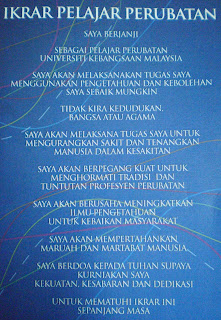 IKRAR PELAJAR PERUBATAN
SAYA BERJANJI
SEBAGAI PELAJAR PERUBATAN
UNIVERSITI KEBANGSAAN MALAYSIA
SAYA AKAN MELAKSANAKAN TUGAS SAYA
MENGGUNAKAN PENGETAHUAN DAN KEBOLEHAN
SAYA SEBAIK MUNGKIN
TIDAK KIRA KEDUDUKAN,
BANGSA ATAU AGAMA
SAYA AKAN MELAKSANA TUGAS SAYA UNTUK
MENGURANGKAN SAKIT DAN TENANGKAN
MANUSIA DALAM KESAKITAN
SAYA AKAN BERPEGANG KUAT UNTUK
MENGHORMATI TRADISI DAN
TUNTUTAN PROFESYEN PERUBATAN
SAYA AKAN BERUSAHA MENINGKATKAN
ILMU PENGETAHUAN
UNTUK KEBAIKAN MASYARAKAT
SAYA AKAN MEMPERTAHANKAN
MARUAH DAN MARTABAT MANUSIA
SAYA BERDOA KEPADA TUHAN SUPAYA
KURNIAKAN SAYA
KEKUATAN, KESABARAN DAN DEDIKASI
UNTUK MEMATUHI IKRAR INI
SEPANJANG MASA